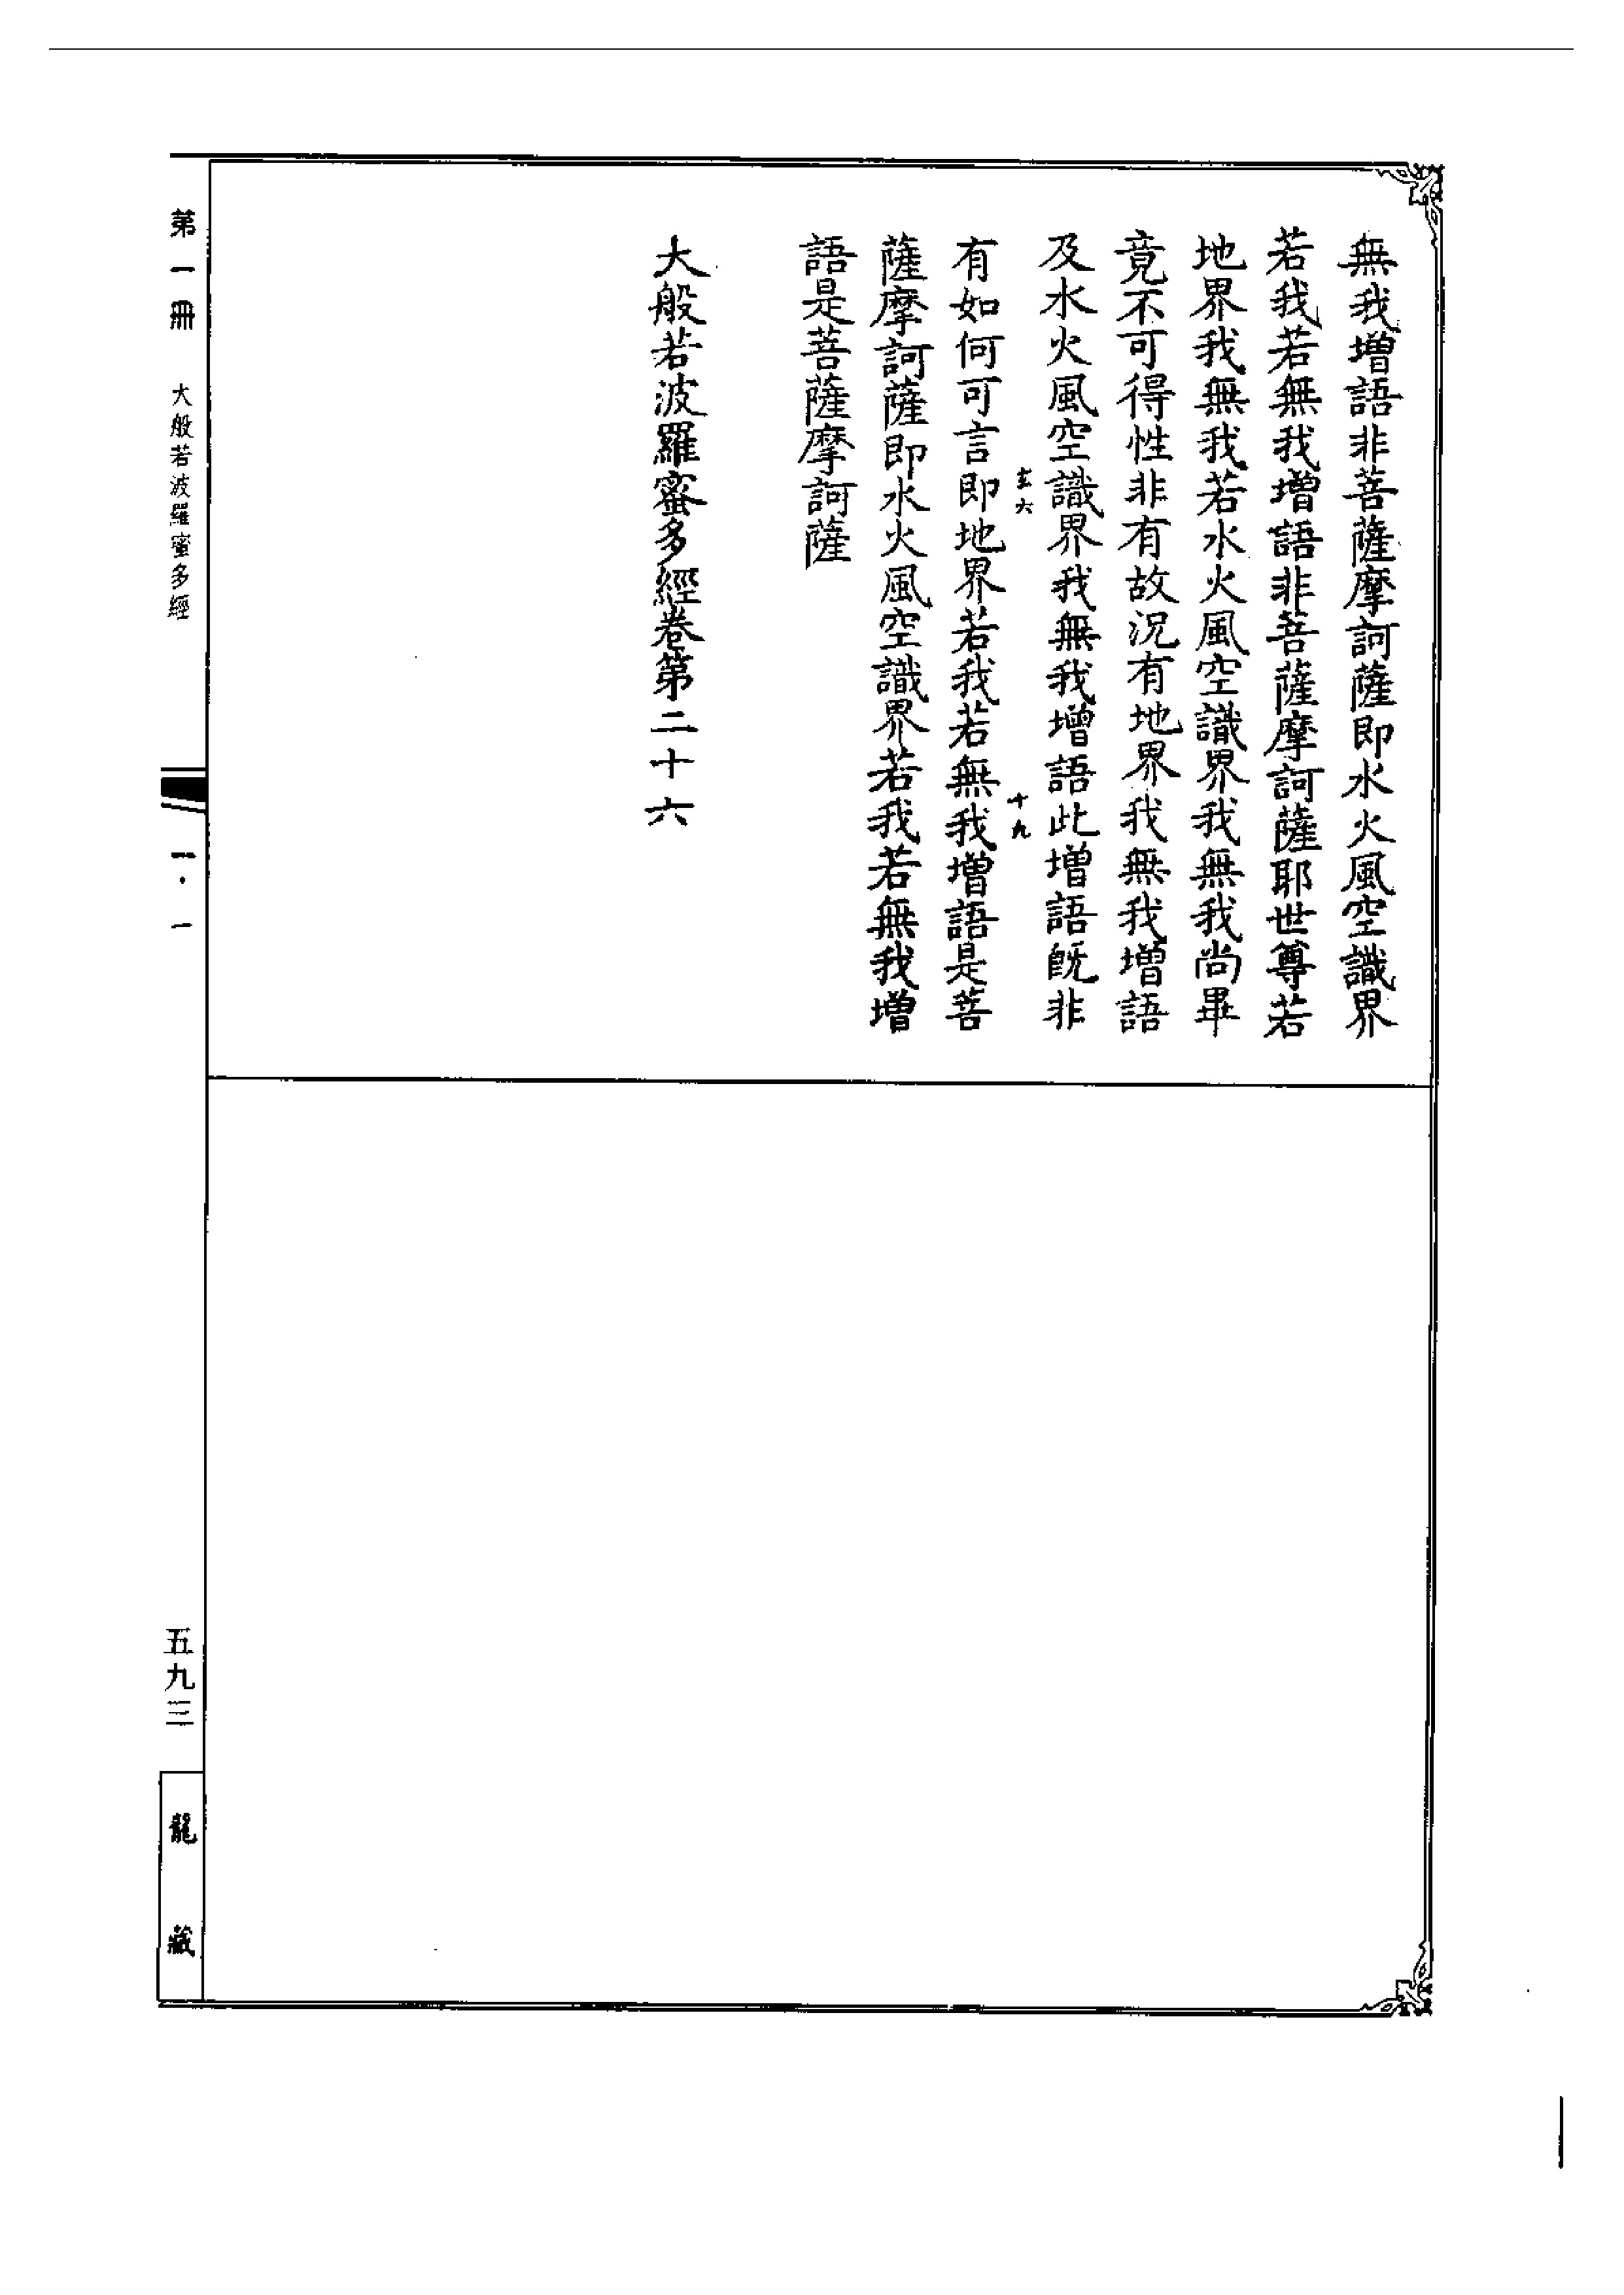 無我增語非菩薩摩訶薩即水火風空識界
若我若無我增語非菩薩摩訶薩耶世尊若
地界我無我若水火風空識界我無我尚畢
竟不可得性非有故況有地界我無我增語
及水火風空識界我無我增語此增語既非
六
十九
有如何可言即地界若我若無我增語是菩
薩摩訶薩即水火風空識界若我若無我增
語是菩薩摩訶薩
大般若波羅蜜多經卷第二十六
第一冊
大般若波羅蜜多經
一·一
五九三
龍藏